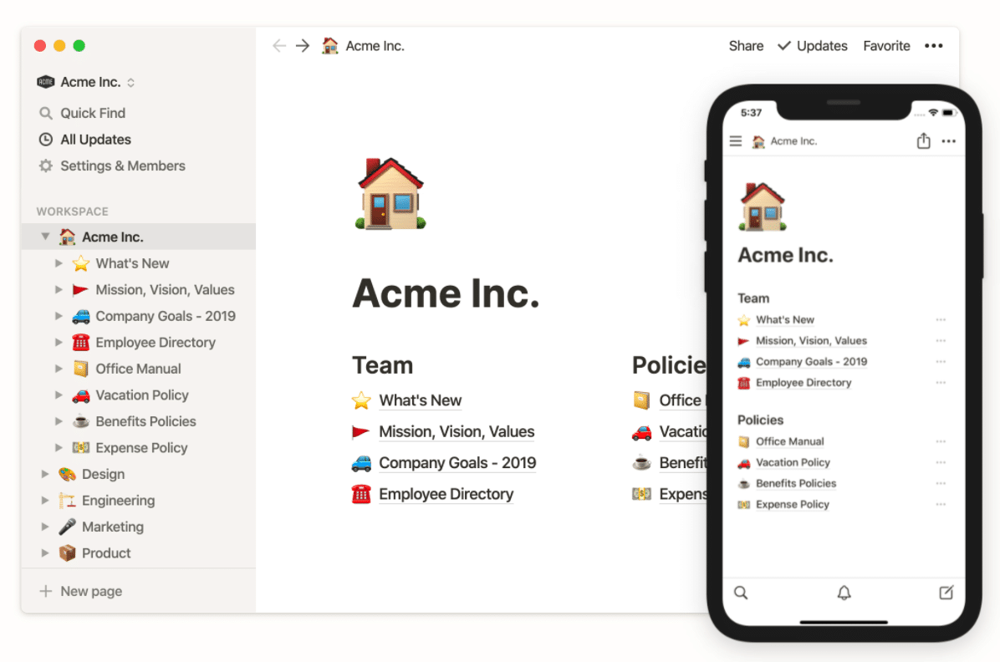 Acme Inc.
Share
Updates
Favorite
ACME Acme Inc.
Quick Find
All Updates
Settings & Members
WORKSPACE
Acme Inc.
What's New
Mission, Vision, Values
Company Goals - 2019
Employee Directory
Office Manual
Vacation Policy
Benefits Policies
Expense Policy
Design
Engineering
Marketing
Product
New page
Acme Inc.
Team
What's New
Mission, Vision, Values
Company Goals - 2019
Employee Directory
Policie
Office
Vacatio
Benefit
Expens
5:37
Acme Inc.
Acme Inc.
Team
What's New
Mission, Vision, Values
Company Goals - 2019
Employee Directory
Policies
Office Manual
Vacation Policy
Benefits Policies
Expense Policy